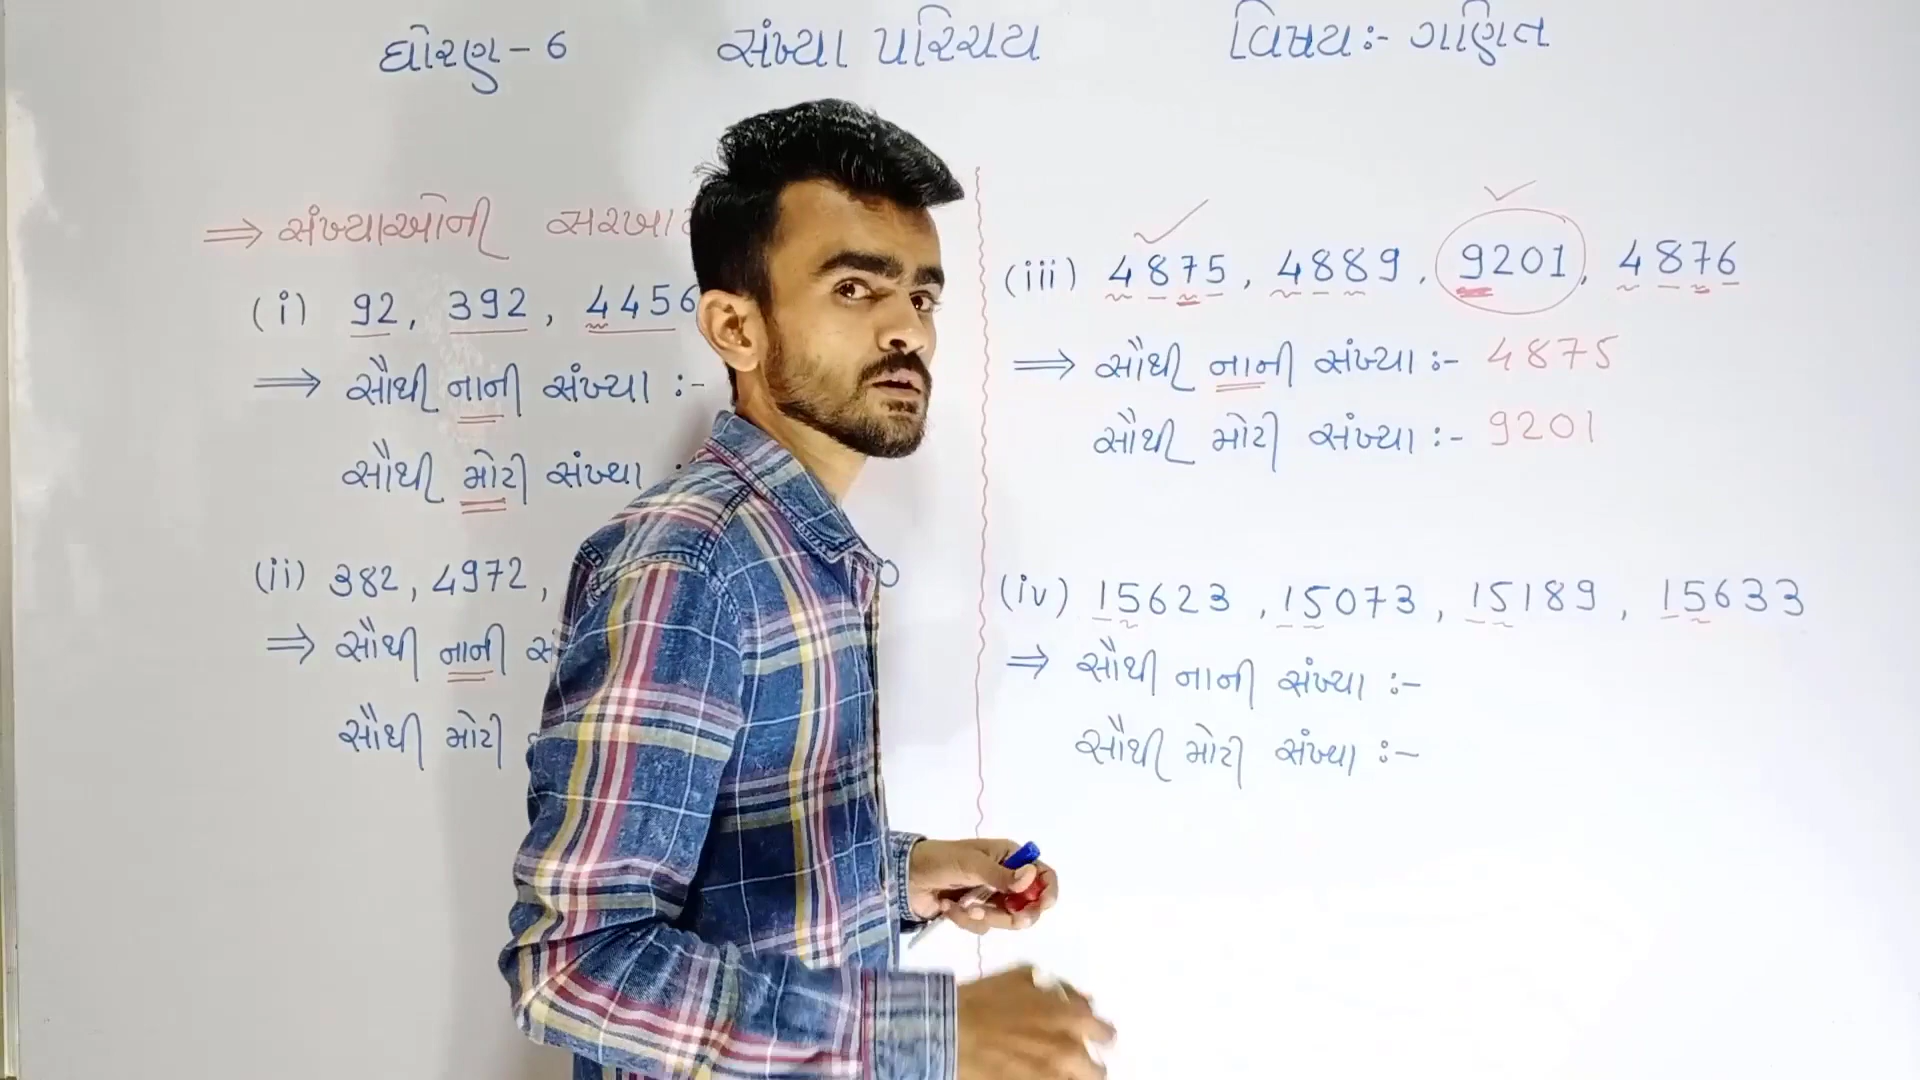 ધોરણ - 6 સંખ્યા પરિચય વિષય :- ગણિત
⇒ સંખ્યાઓની
(i) 92, 392, 4456
⇒ સૌથી નાની સંખ્યા :-
સૌથી મોટી સંખ્યા :
(ii) 382, 4972,
⇒ સૌથી નાની
સૌથી મોટી
(iii) 4875, 4889, 9201, 4876
⇒ સૌથી નાની સંખ્યા :- 4875
સૌથી મોટી સંખ્યા :- 9201
(iv) 15623, 15073, 15189, 15633
⇒ સૌથી નાની સંખ્યા :-
સૌથી મોટી સંખ્યા :-